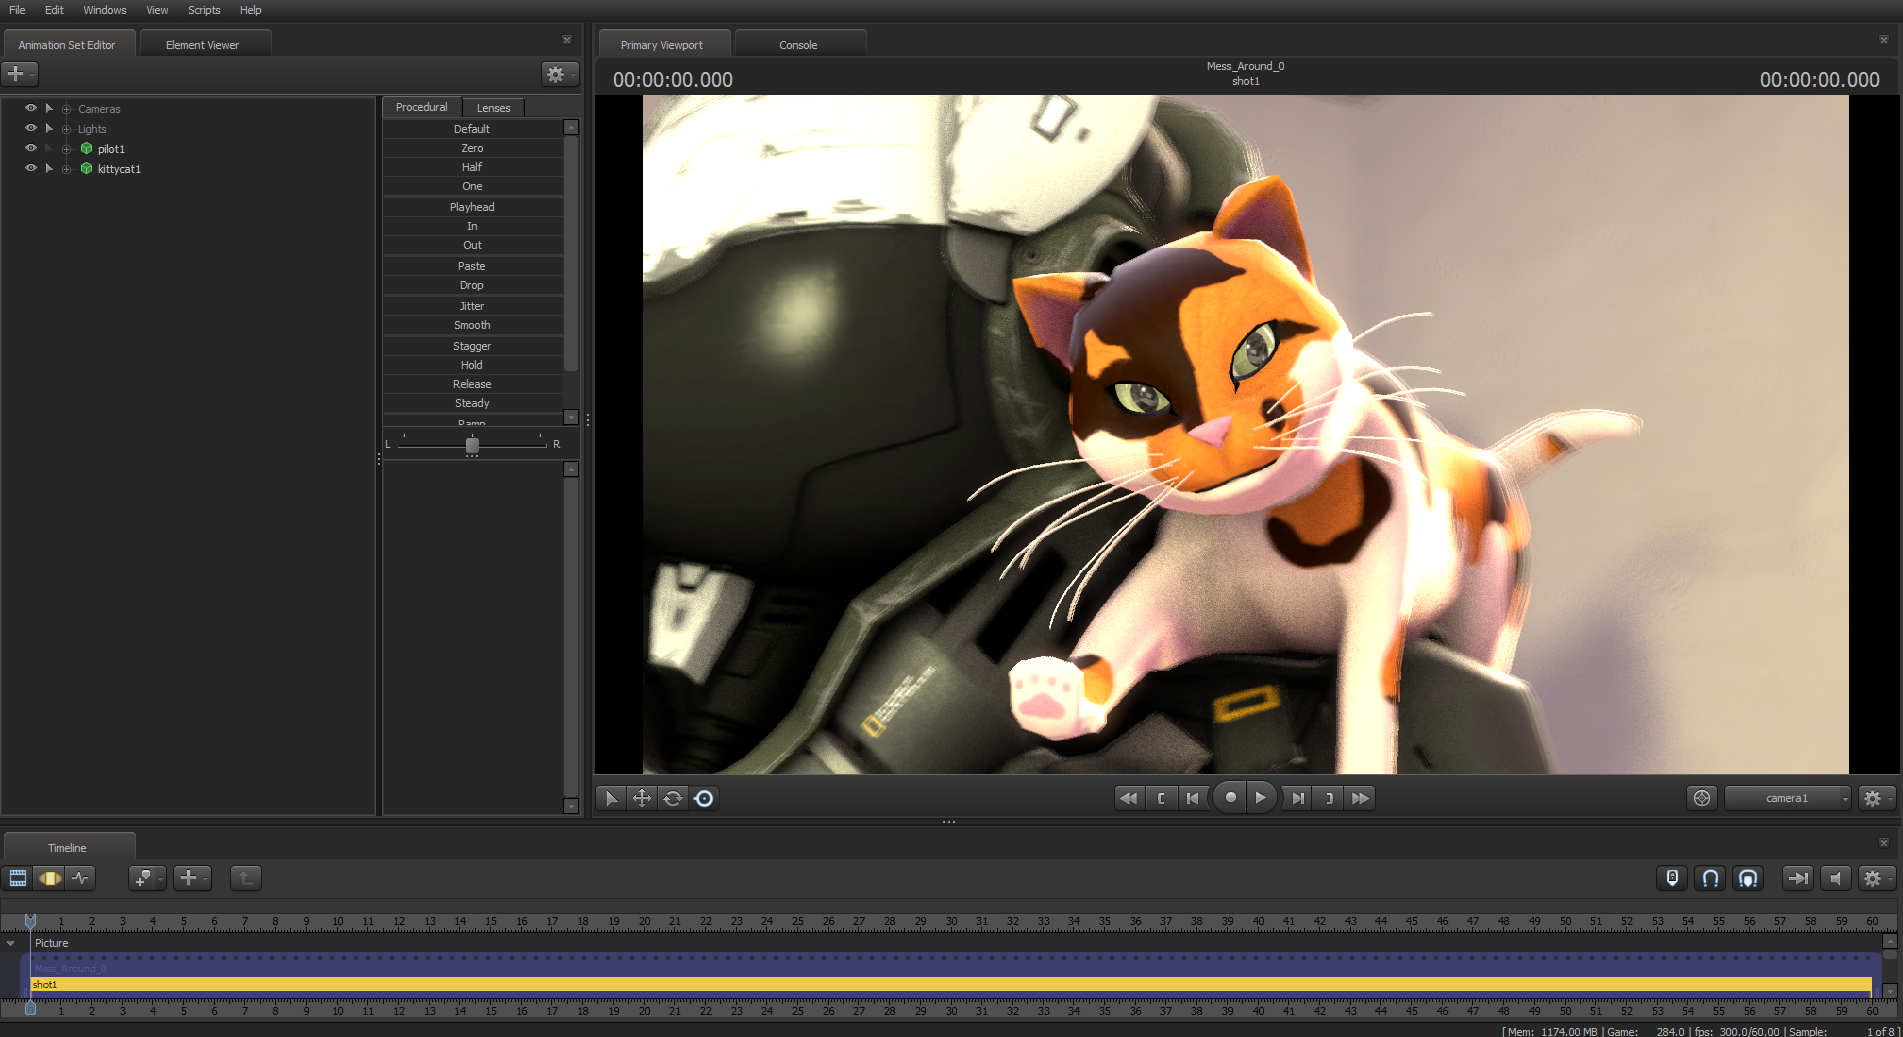 File Edit Windows View Scripts Help
Animation Set Editor Element Viewer
Primary Viewport Console
00:00:00.000
Mess_Around_0
shot1
00:00:00.000
Cameras
Lights
pilot1
kittycat1
Procedural Lenses
Default
Zero
Half
One
Playhead
In
Out
Paste
Drop
Jitter
Smooth
Stagger
Hold
Release
Steady
Ramp
L R
camera1
Timeline
1 2 3 4 5 6 7 8 9 10 11 12 13 14 15 16 17 18 19 20 21 22 23 24 25 26 27 28 29 30 31 32 33 34 35 36 37 38 39 40 41 42 43 44 45 46 47 48 49 50 51 52 53 54 55 56 57 58 59 60
Picture
Mess_Around_0
shot1
1 2 3 4 5 6 7 8 9 10 11 12 13 14 15 16 17 18 19 20 21 22 23 24 25 26 27 28 29 30 31 32 33 34 35 36 37 38 39 40 41 42 43 44 45 46 47 48 49 50 51 52 53 54 55 56 57 58 59 60
[ Mem: 1174.00 MB | Game: 284.0 | fps: 300.0/60.00 | Sample: 1 of 8 ]